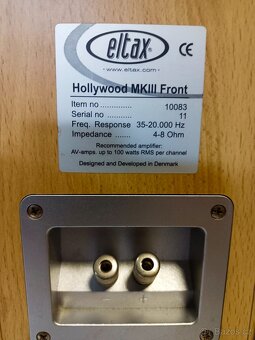 eltax®
CE
www.eltax.com
Hollywood MKIII Front
Item no .............. 10083
Serial no ............ 11
Freq. Response 35-20.000 Hz
Impedance ....... 4-8 Ohm
Recommended amplifier:
AV-amps. up to 100 watts RMS per channel
Designed and Developed in Denmark